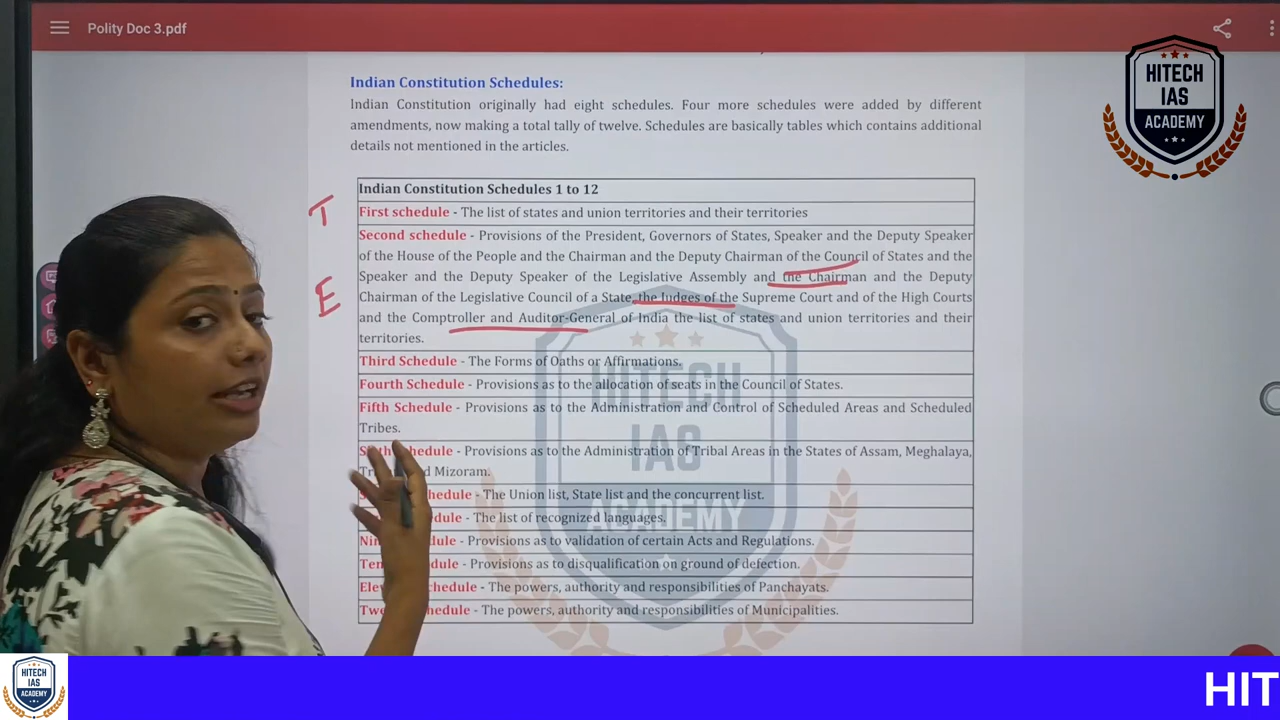 Polity Doc 3.pdf
HITECH
IAS
ACADEMY
Indian Constitution Schedules:
Indian Constitution originally had eight schedules. Four more schedules were added by different
amendments, now making a total tally of twelve. Schedules are basically tables which contains additional
details not mentioned in the articles.
Indian Constitution Schedules 1 to 12
T
First schedule - The list of states and union territories and their territories
Second schedule - Provisions of the President, Governors of States, Speaker and the Deputy Speaker
of the House of the People and the Chairman and the Deputy Chairman of the Council of States and the
Speaker and the Deputy Speaker of the Legislative Assembly and the Chairman and the Deputy
E
Chairman of the Legislative Council of a State, the Judges of the Supreme Court and of the High Courts
and the Comptroller and Auditor-General of India the list of states and union territories and their
territories.
Third Schedule - The Forms of Oaths or Affirmations.
Fourth Schedule - Provisions as to the allocation of seats in the Council of States.
Fifth Schedule - Provisions as to the Administration and Control of Scheduled Areas and Scheduled
Tribes.
Schedule - Provisions as to the Administration of Tribal Areas in the States of Assam, Meghalaya,
Mizoram.
- The Union list, State list and the concurrent list.
- The list of recognized languages.
- Provisions as to validation of certain Acts and Regulations.
- Provisions as to disqualification on ground of defection.
- The powers, authority and responsibilities of Panchayats.
- The powers, authority and responsibilities of Municipalities.
HITECH
IAS
ACADEMY
HITECH
IAS
ACADEMY
HIT